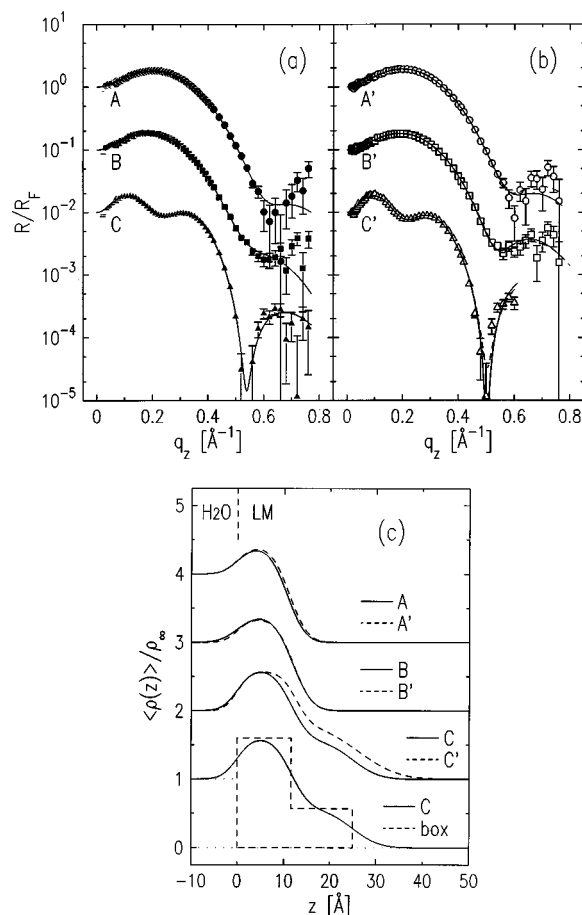 10¹
10⁰
10⁻¹
10⁻²
10⁻³
10⁻⁴
10⁻⁵
R/R_F
(a)
A
B
C
0
0.2
0.4
0.6
0.8
q_z [Å⁻¹]
(b)
A'
B'
C'
0
0.2
0.4
0.6
0.8
q_z [Å⁻¹]
H2O
LM
(c)
5
4
3
2
1
0
<ρ(z)>/ρ∞
A
A'
B
B'
C
C'
C
box
-10
0
10
20
30
40
50
z [Å]